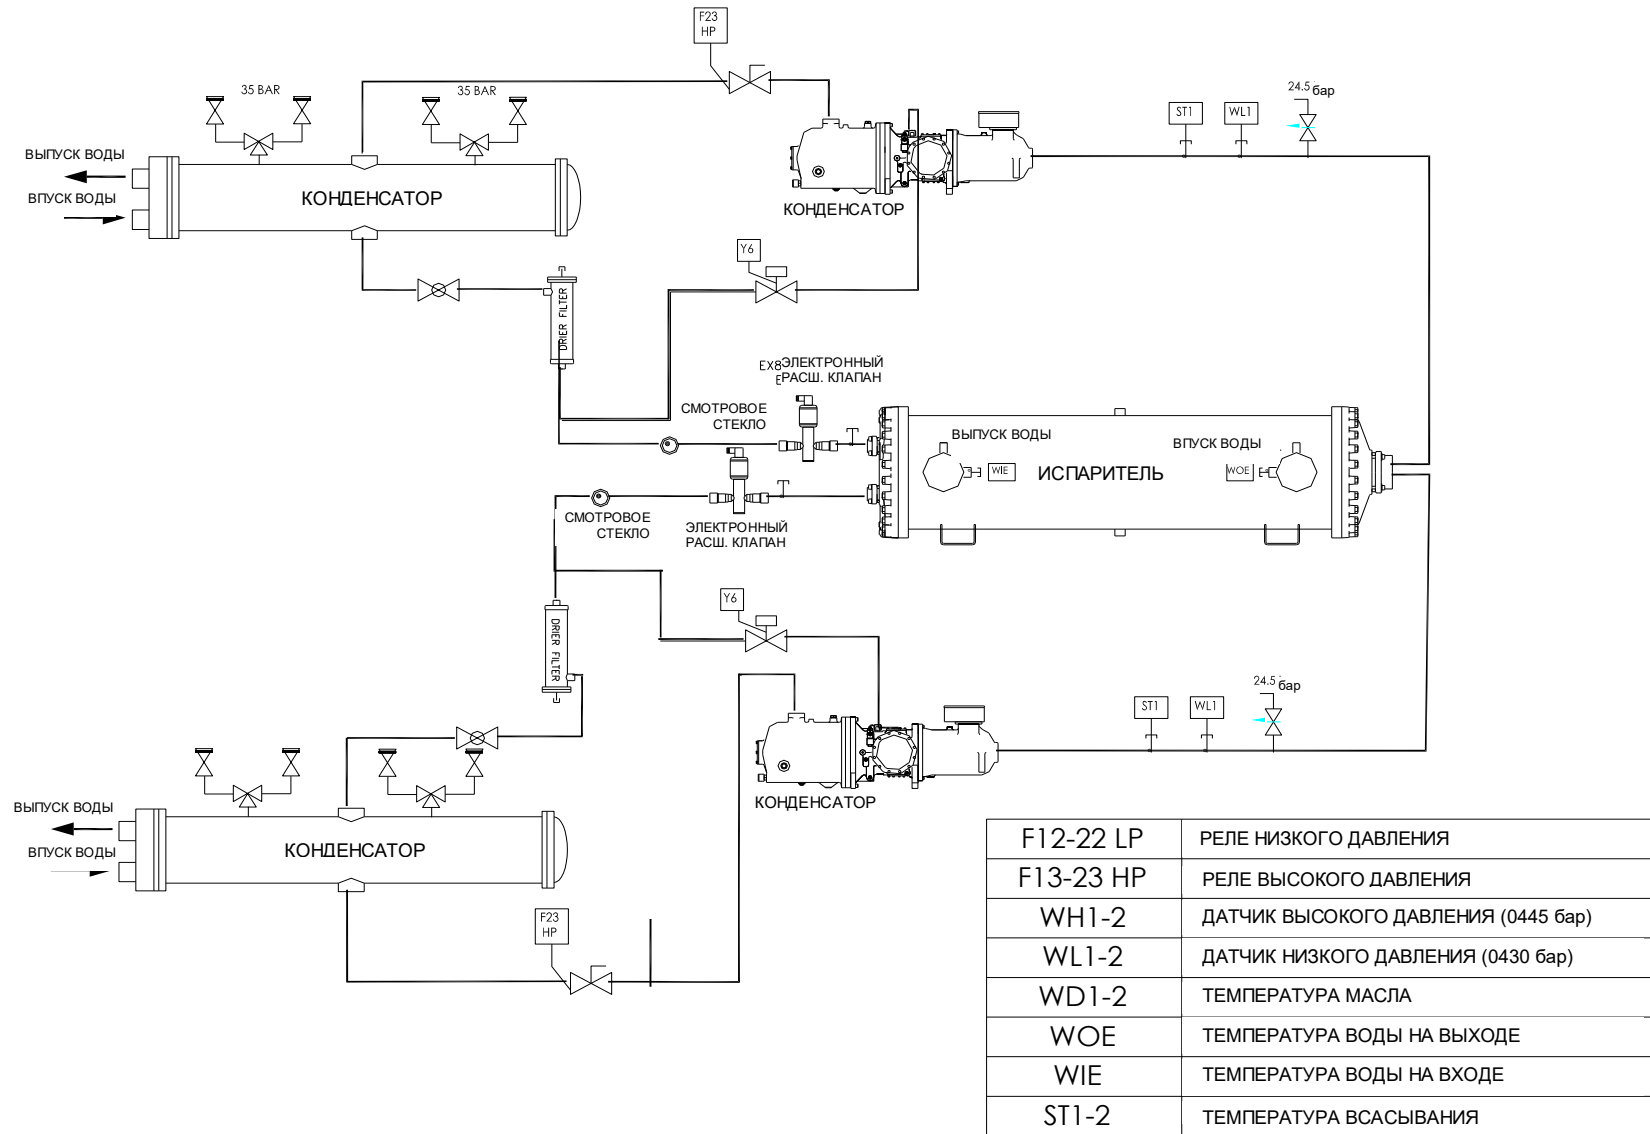 F23
HP
35 BAR
35 BAR
24.5 бар
ST1
WL1
ВЫПУСК ВОДЫ
ВПУСК ВОДЫ
КОНДЕНСАТОР
КОНДЕНСАТОР
Y6
DRIER FILTER
EX8 ЭЛЕКТРОННЫЙ
E РАСШ. КЛАПАН
СМОТРОВОЕ
СТЕКЛО
ВЫПУСК ВОДЫ
ВПУСК ВОДЫ
WIE
ИСПАРИТЕЛЬ
WOE
СМОТРОВОЕ
СТЕКЛО
ЭЛЕКТРОННЫЙ
РАСШ. КЛАПАН
Y6
DRIER FILTER
24.5 бар
ST1
WL1
КОНДЕНСАТОР
ВЫПУСК ВОДЫ
ВПУСК ВОДЫ
КОНДЕНСАТОР
F23
HP
F12-22 LP РЕЛЕ НИЗКОГО ДАВЛЕНИЯ
F13-23 HP РЕЛЕ ВЫСОКОГО ДАВЛЕНИЯ
WH1-2 ДАТЧИК ВЫСОКОГО ДАВЛЕНИЯ (0445 бар)
WL1-2 ДАТЧИК НИЗКОГО ДАВЛЕНИЯ (0430 бар)
WD1-2 ТЕМПЕРАТУРА МАСЛА
WOE ТЕМПЕРАТУРА ВОДЫ НА ВЫХОДЕ
WIE ТЕМПЕРАТУРА ВОДЫ НА ВХОДЕ
ST1-2 ТЕМПЕРАТУРА ВСАСЫВАНИЯ